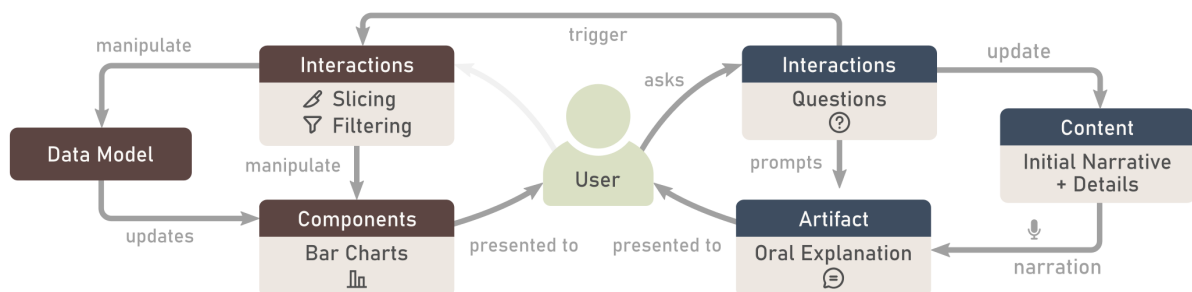 manipulate
trigger
Interactions
Slicing
Filtering
asks
Interactions
Questions
update
Data Model
manipulate
User
prompts
Content
Initial Narrative
+ Details
updates
Components
Bar Charts
presented to
presented to
Artifact
Oral Explanation
narration